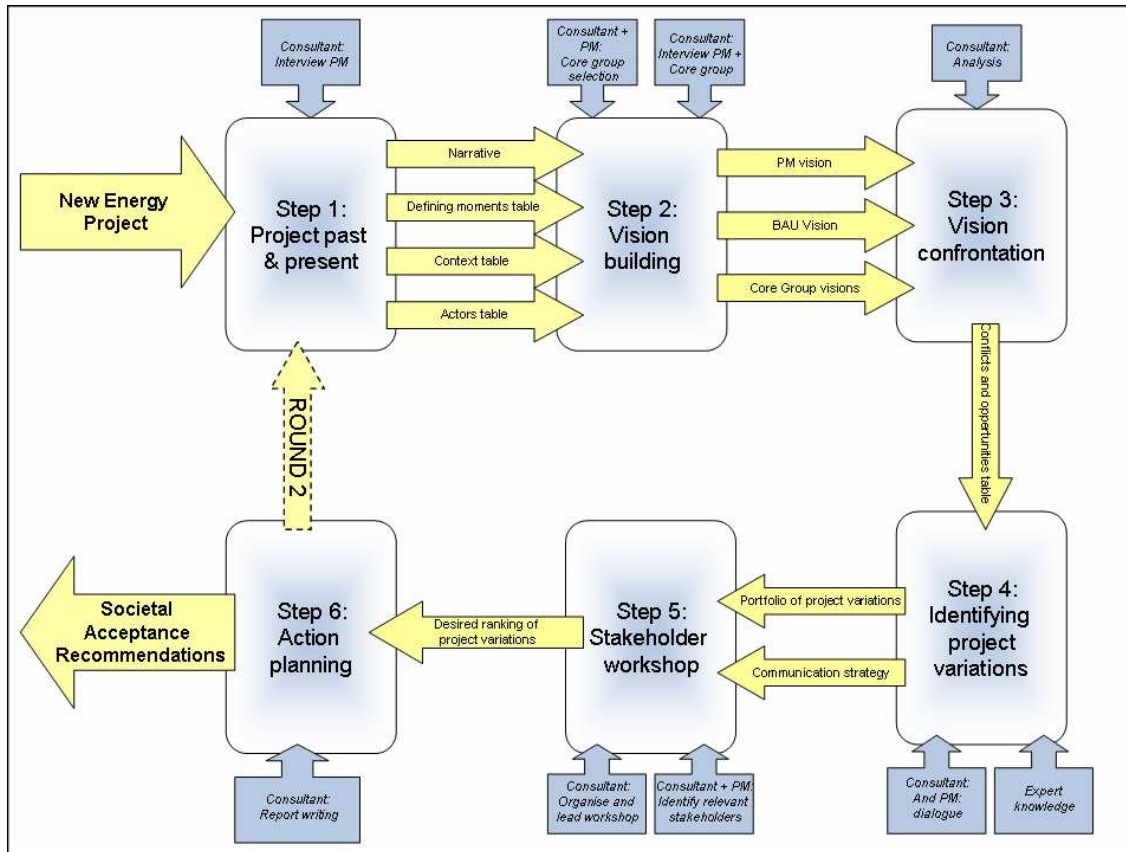 Consultant:
Interview PM
Consultant +
PM:
Core group
selection
Consultant:
Interview PM +
Core group
Consultant:
Analysis
New Energy
Project
Step 1:
Project past
& present
Narrative
Defining moments table
Context table
Actors table
Step 2:
Vision
building
PM vision
BAU Vision
Core Group visions
Step 3:
Vision
confrontation
Conflicts and opportunities table
ROUND 2
Societal
Acceptance
Recommendations
Step 6:
Action
planning
Desired ranking of
project variations
Step 5:
Stakeholder
workshop
Portfolio of project variations
Communication strategy
Step 4:
Identifying
project
variations
Consultant:
Report writing
Consultant:
Organise and
lead workshop
Consultant + PM:
Identify relevant
stakeholders
Consultant:
And PM:
dialogue
Expert
knowledge